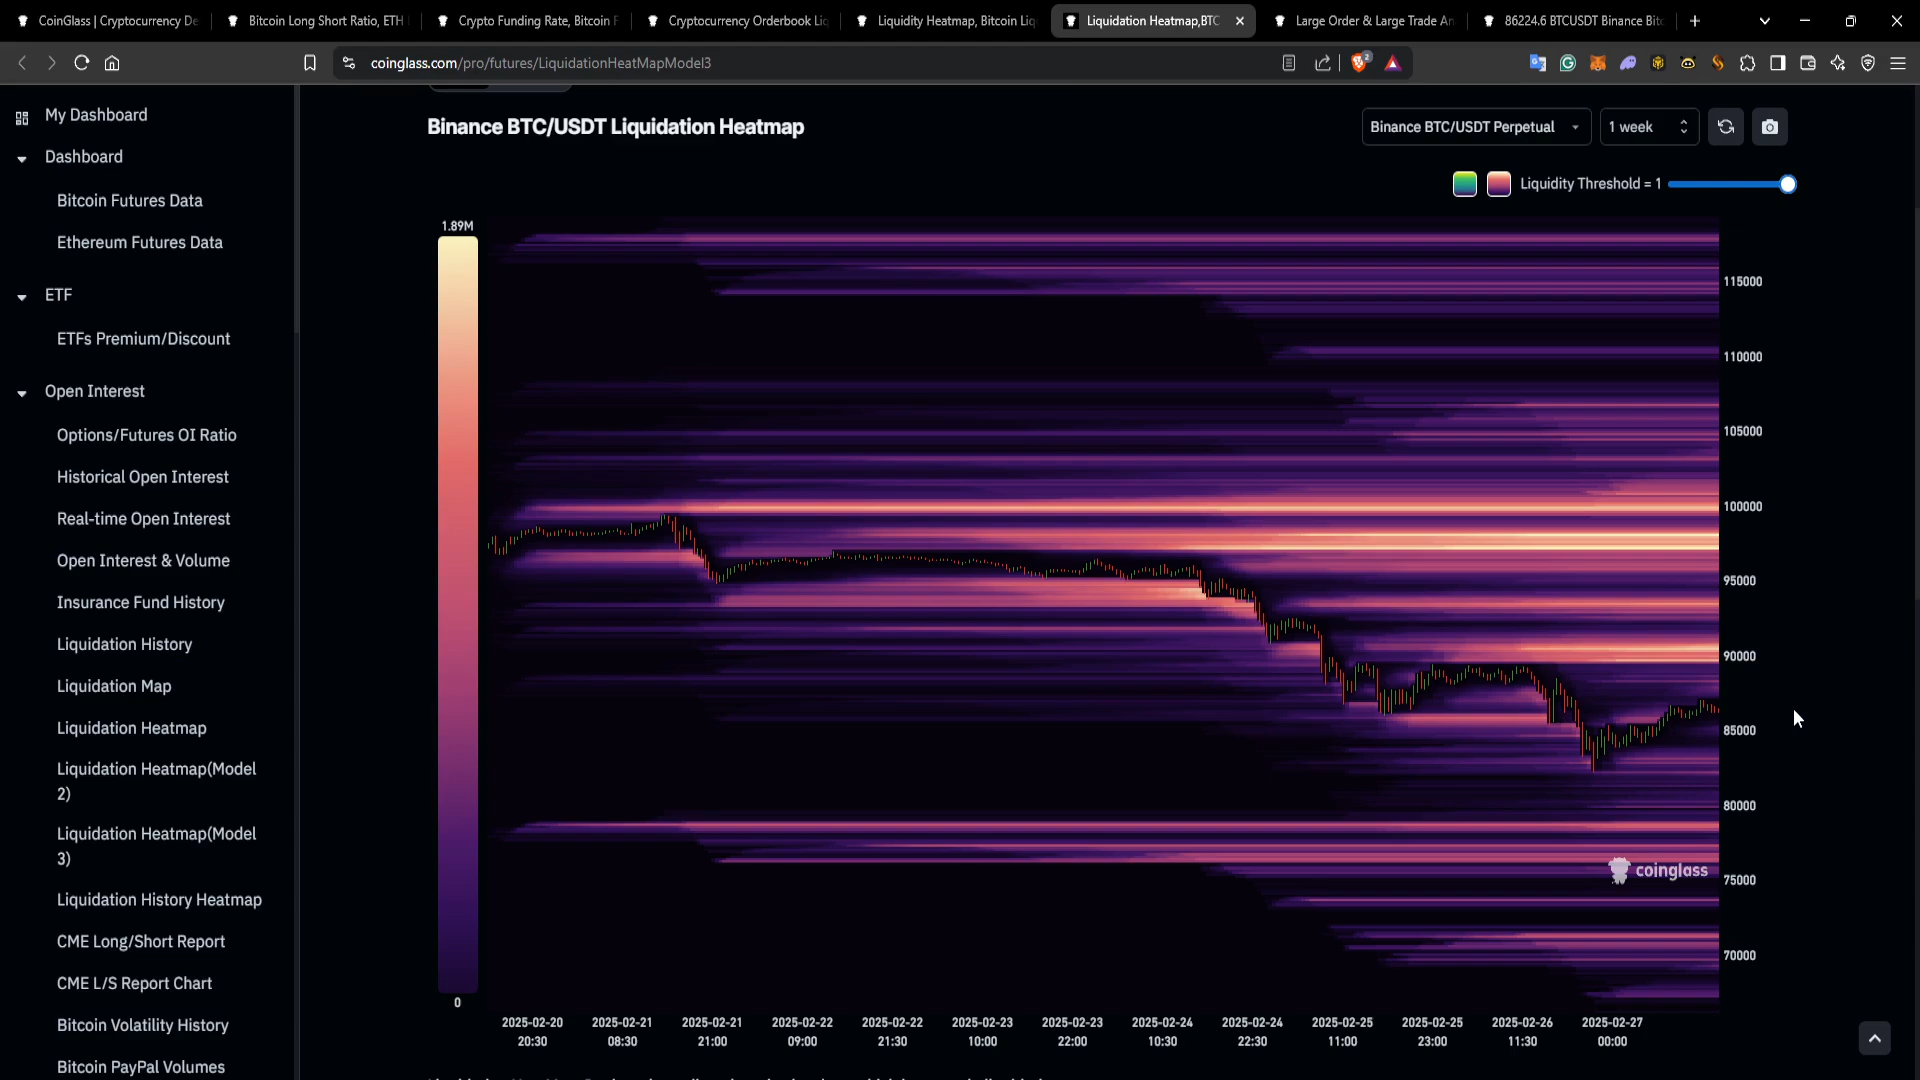 CoinGlass | Cryptocurrency De
Bitcoin Long Short Ratio, ETH
Crypto Funding Rate, Bitcoin F
Cryptocurrency Orderbook Liq
Liquidity Heatmap, Bitcoin Liq
Liquidation Heatmap,BTC
Large Order & Large Trade An
86224.6 BTCUSDT Binance Bitc
coinglass.com/pro/futures/LiquidationHeatMapModel3
2
My Dashboard
Dashboard
Bitcoin Futures Data
Ethereum Futures Data
ETF
ETFs Premium/Discount
Open Interest
Options/Futures OI Ratio
Historical Open Interest
Real-time Open Interest
Open Interest & Volume
Insurance Fund History
Liquidation History
Liquidation Map
Liquidation Heatmap
Liquidation Heatmap(Model
2)
Liquidation Heatmap(Model
3)
Liquidation History Heatmap
CME Long/Short Report
CME L/S Report Chart
Bitcoin Volatility History
Bitcoin PayPal Volumes
Binance BTC/USDT Liquidation Heatmap
Binance BTC/USDT Perpetual
1 week
Liquidity Threshold = 1
1.89M
0
115000
110000
105000
100000
95000
90000
85000
80000
75000
70000
coinglass
2025-02-20 2025-02-21 2025-02-21 2025-02-22 2025-02-22 2025-02-23 2025-02-23 2025-02-24 2025-02-24 2025-02-25 2025-02-25 2025-02-26 2025-02-27
20:30 08:30 21:00 09:00 21:30 10:00 22:00 10:30 22:30 11:00 23:00 11:30 00:00